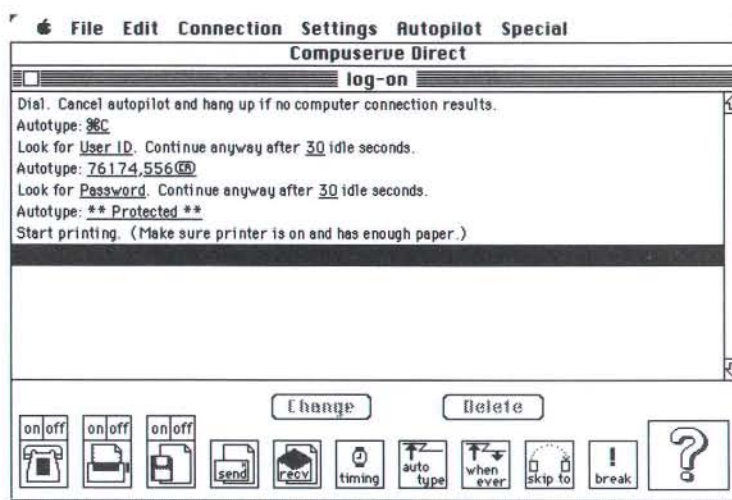 File Edit Connection Settings Autopilot Special
Compuserve Direct
log-on
Dial. Cancel autopilot and hang up if no computer connection results.
Autotype: ⌘C
Look for User ID. Continue anyway after 30 idle seconds.
Autotype: 76174,556CR
Look for Password. Continue anyway after 30 idle seconds.
Autotype: ** Protected **
Start printing. (Make sure printer is on and has enough paper.)
Change Delete
on off on off on off
send recv timing auto type when ever skip to ! break ?